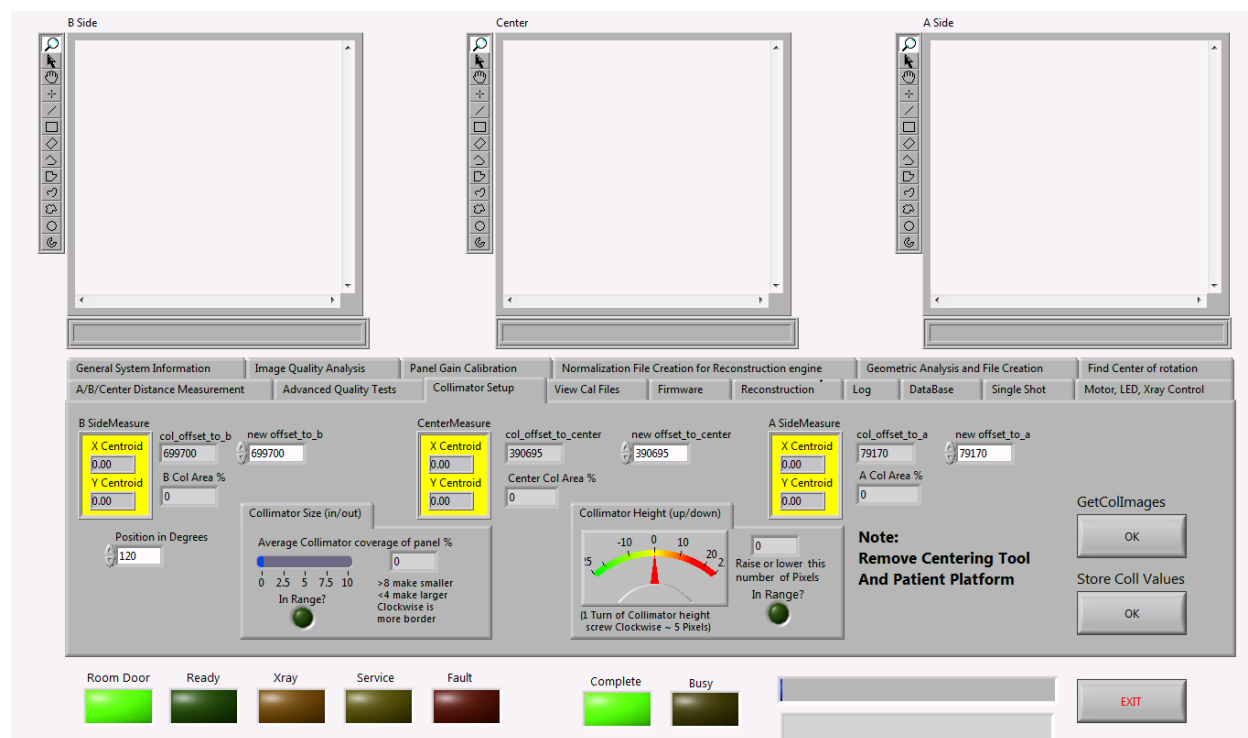 B Side
Center
A Side
General System Information
Image Quality Analysis
Panel Gain Calibration
Normalization File Creation for Reconstruction engine
Geometric Analysis and File Creation
Find Center of rotation
A/B/Center Distance Measurement
Advanced Quality Tests
Collimator Setup
View Cal Files
Firmware
Reconstruction
Log
DataBase
Single Shot
Motor, LED, Xray Control
B SideMeasure
X Centroid
0.00
Y Centroid
0.00
col_offset_to_b
699700
new offset_to_b
699700
B Col Area %
0
CenterMeasure
X Centroid
0.00
Y Centroid
0.00
col_offset_to_center
390695
new offset_to_center
390695
Center Col Area %
0
A SideMeasure
X Centroid
0.00
Y Centroid
0.00
col_offset_to_a
79170
new offset_to_a
79170
A Col Area %
0
Position in Degrees
120
Collimator Size (in/out)
Average Collimator coverage of panel %
0
0 2.5 5 7.5 10
In Range?
>8 make smaller
<4 make larger
Clockwise is
more border
Collimator Height (up/down)
-10 0 10 20
0
Raise or lower this
number of Pixels
In Range?
(1 Turn of Collimator height
screw Clockwise ~ 5 Pixels)
Note:
Remove Centering Tool
And Patient Platform
GetColImages
OK
Store Coll Values
OK
Room Door
Ready
Xray
Service
Fault
Complete
Busy
EXIT